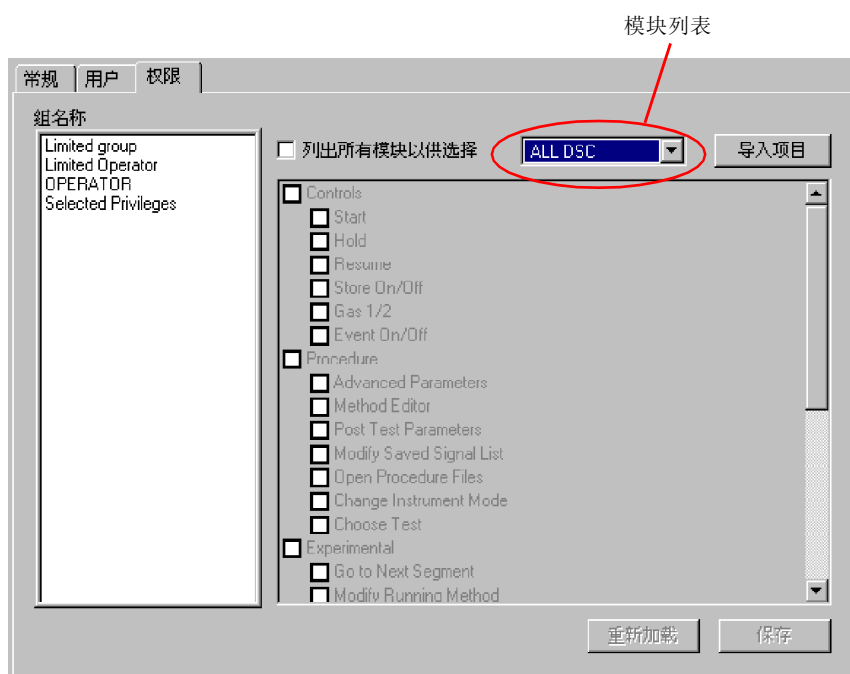 模块列表
常规
用户
权限
组名称
Limited group
Limited Operator
OPERATOR
Selected Privileges
列出所有模块以供选择
ALL DSC
导入项目
Controls
Start
Hold
Resume
Store On/Off
Gas 1/2
Event On/Off
Procedure
Advanced Parameters
Method Editor
Post Test Parameters
Modify Saved Signal List
Open Procedure Files
Change Instrument Mode
Choose Test
Experimental
Go to Next Segment
Modify Running Method
重新加载
保存